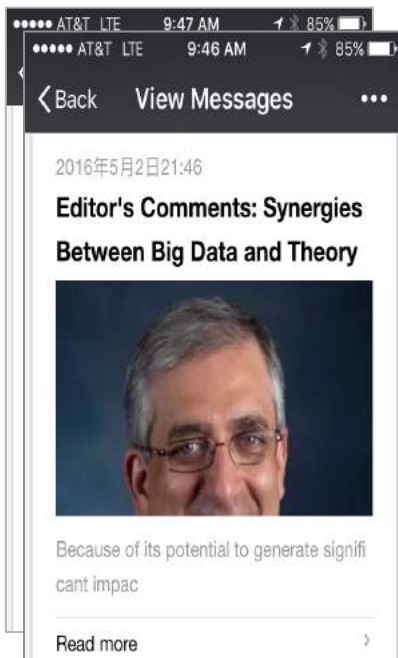 AT&T LTE 9:47 AM 85%
AT&T LTE 9:46 AM 85%
Back View Messages
2016年5月2日21:46
Editor's Comments: Synergies
Between Big Data and Theory
Because of its potential to generate signifi
cant impac
Read more